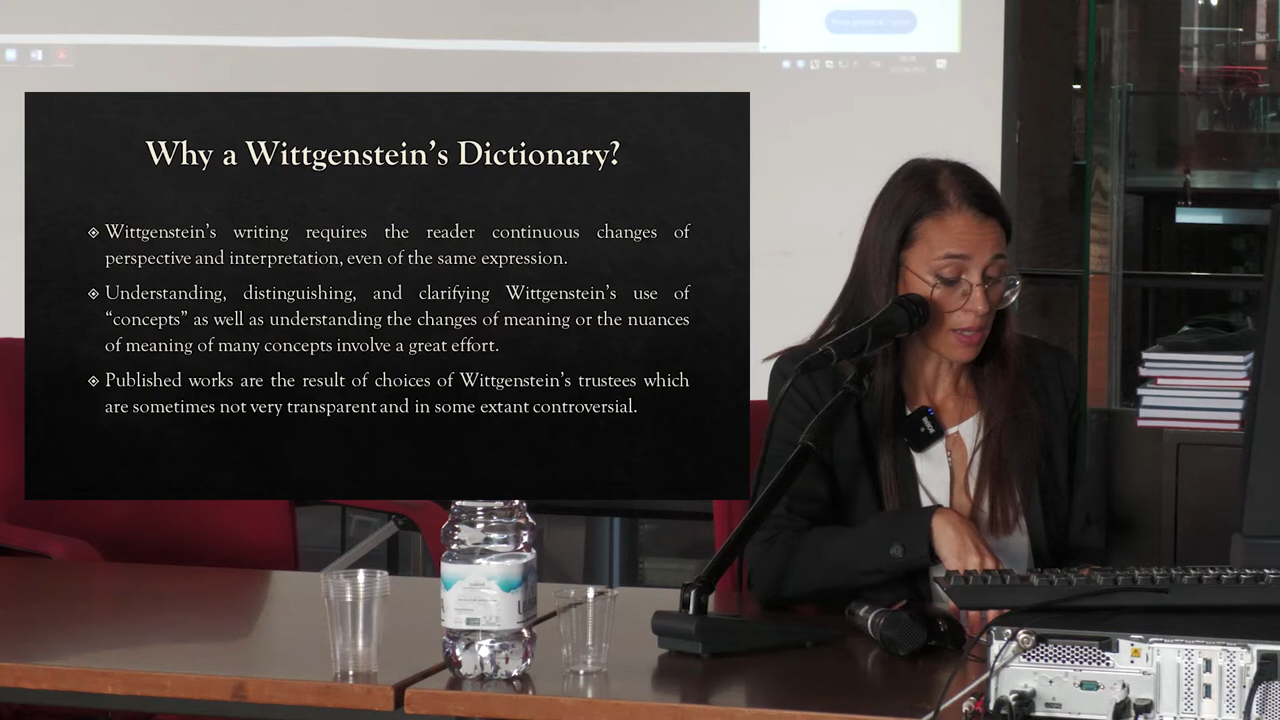 Why a Wittgenstein's Dictionary?
Wittgenstein's writing requires the reader continuous changes of
perspective and interpretation, even of the same expression.
Understanding, distinguishing, and clarifying Wittgenstein's use of
“concepts” as well as understanding the changes of meaning or the nuances
of meaning of many concepts involve a great effort.
Published works are the result of choices of Wittgenstein's trustees which
are sometimes not very transparent and in some extant controversial.
RØDE